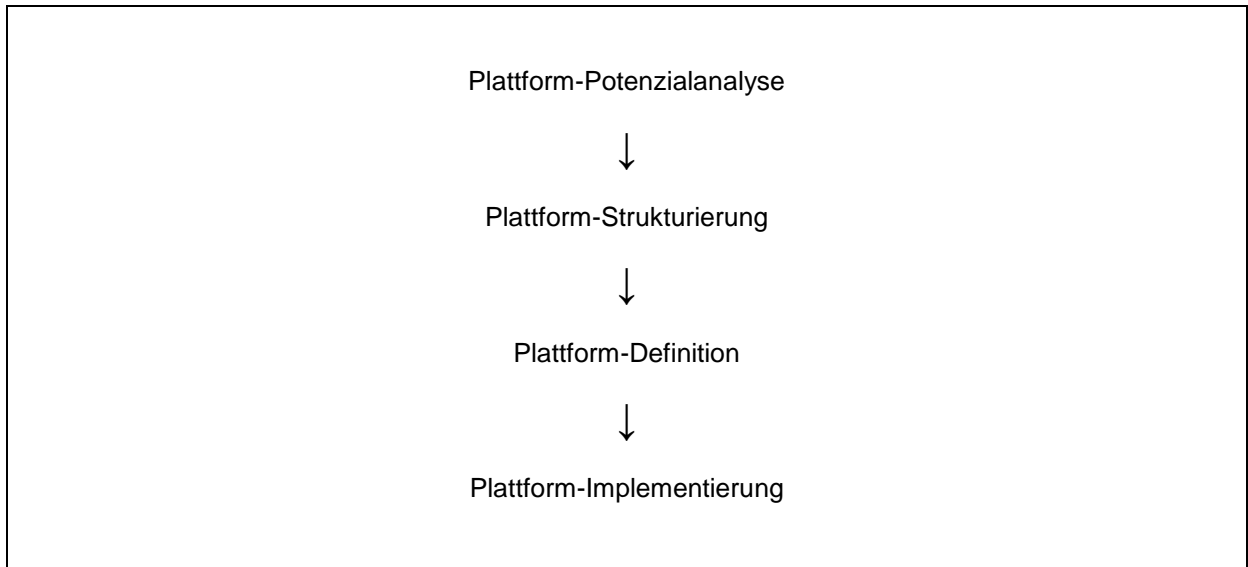 Plattform-Potenzialanalyse
↓
Plattform-Strukturierung
↓
Plattform-Definition
↓
Plattform-Implementierung